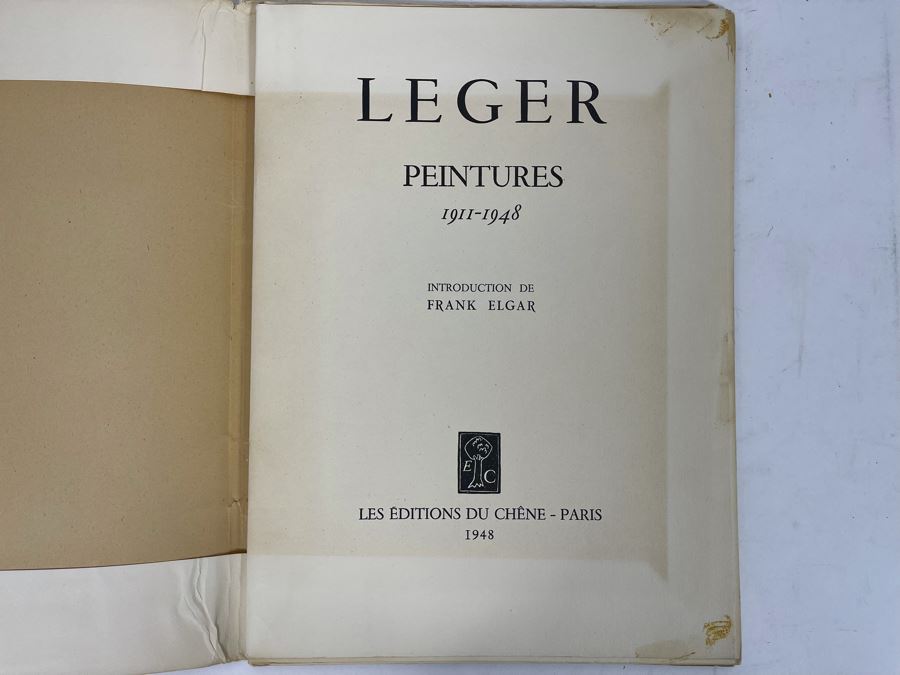 LEGER
PEINTURES
1911-1948
INTRODUCTION DE
FRANK ELGAR
E C
LES ÉDITIONS DU CHÊNE - PARIS
1948